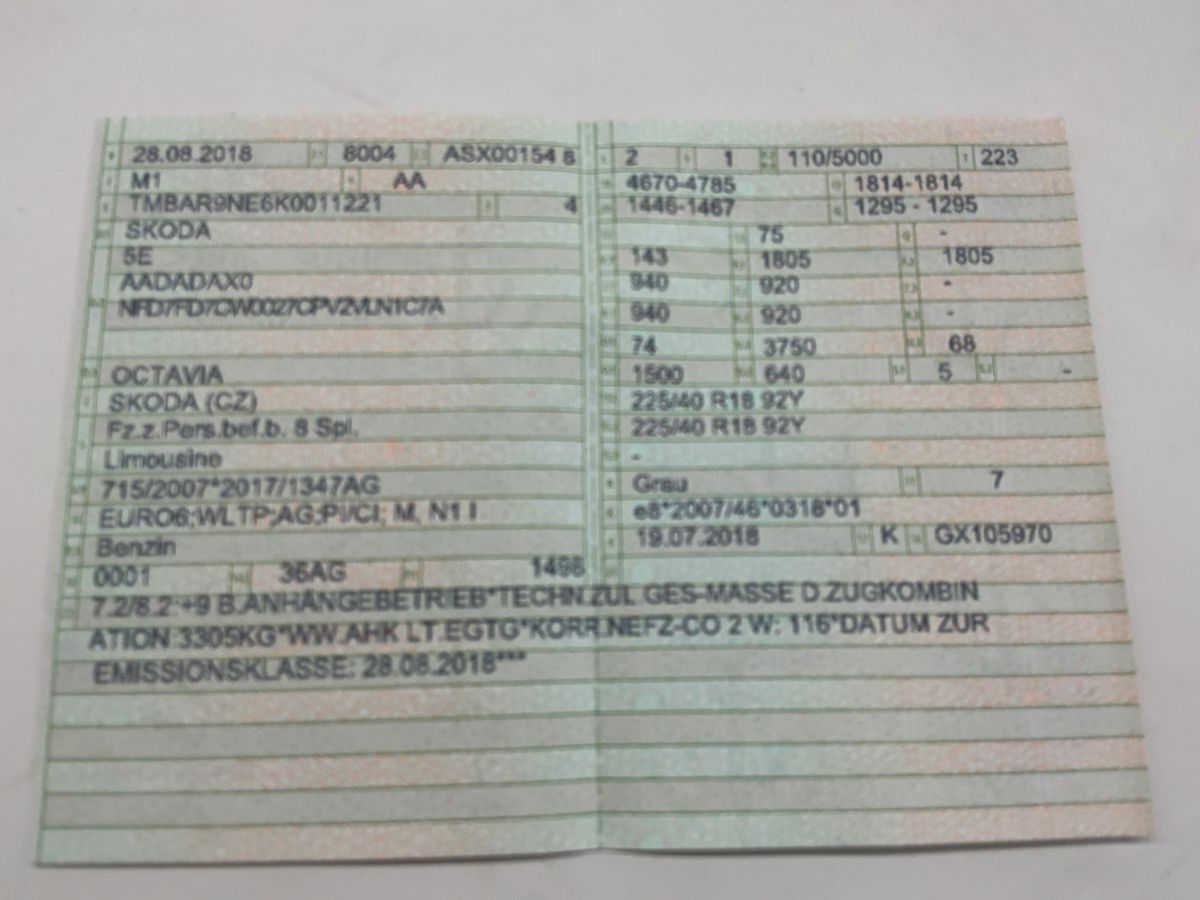 28.08.2018 8004 ASX00154 6
M1 AA
TMBAR9NE6K0011221 4
SKODA
5E
AADADAX0
NFD7FD7CW0027CPV2VLN1C7A
OCTAVIA
SKODA (CZ)
Fz.z.Pers.bef.b. 8 Spl.
Limousine
715/2007*2017/1347AG
EURO6;WLTP;AG;PI/CI; M, N1 I
Benzin
0001 36AG 1498
2 1 110/5000 223
4670-4785 1814-1814
1446-1467 1295 - 1295
75 -
143 1805 1805
940 920 -
940 920 -
74 3750 68
1500 640 5 -
225/40 R18 92Y
225/40 R18 92Y
-
Grau 7
e8*2007/46*0318*01
19.07.2018 K GX105970
7.2/8.2:+9 B.ANHÄNGEBETRIEB*TECHN.ZUL GES-MASSE D.ZUGKOMBIN
ATION 3305KG*WW.AHK LT.EGTG*KORR.NEFZ-CO 2 W: 116*DATUM ZUR
EMISSIONSKLASSE: 28.08.2018***